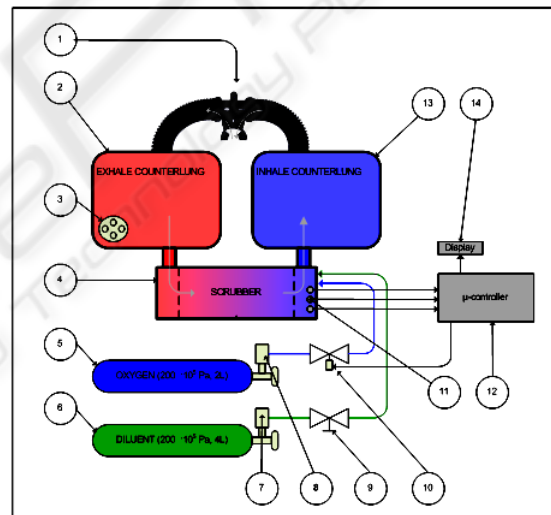 1
2
13
14
EXHALE COUNTERLUNG
INHALE COUNTERLUNG
3
Display
4
SCRUBBER
µ-controller
5
OXYGEN (200 ·10⁵ Pa, 2L)
11
12
6
DILUENT (200 ·10⁵ Pa, 4L)
7
8
9
10